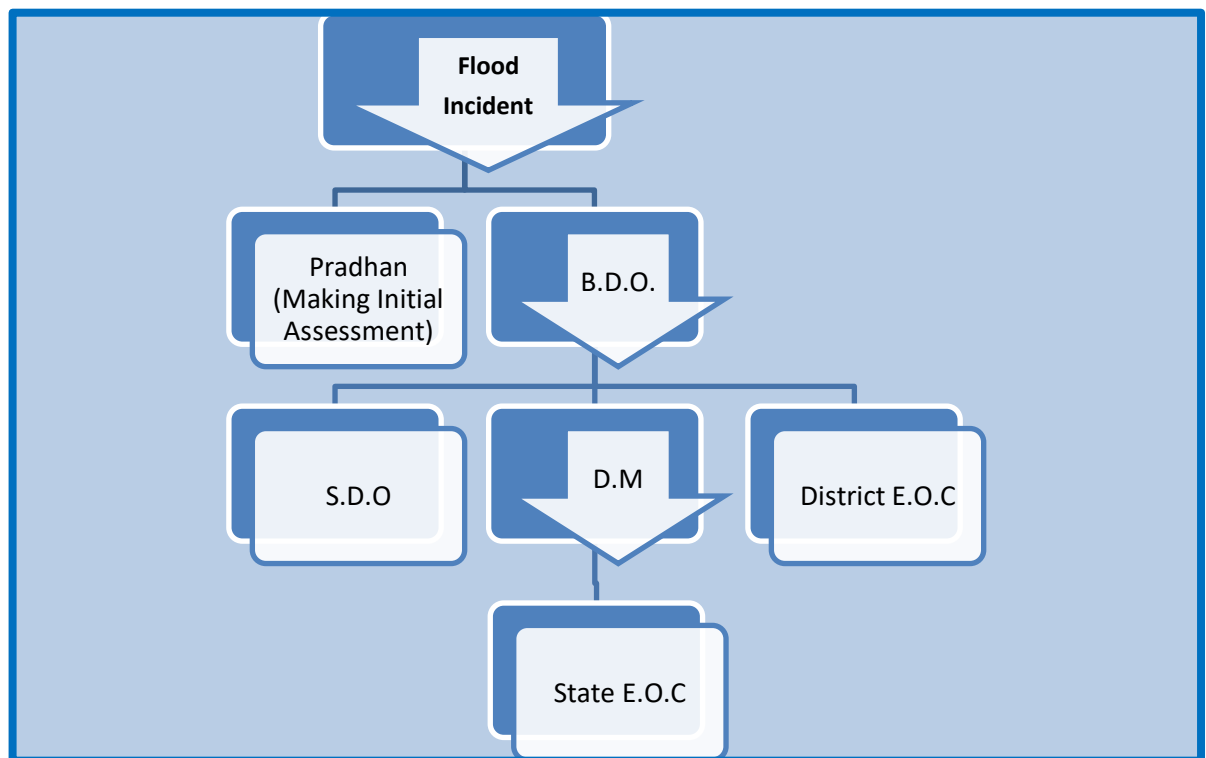 Flood
Incident
Pradhan
(Making Initial
Assessment)
B.D.O.
S.D.O
D.M
District E.O.C
State E.O.C